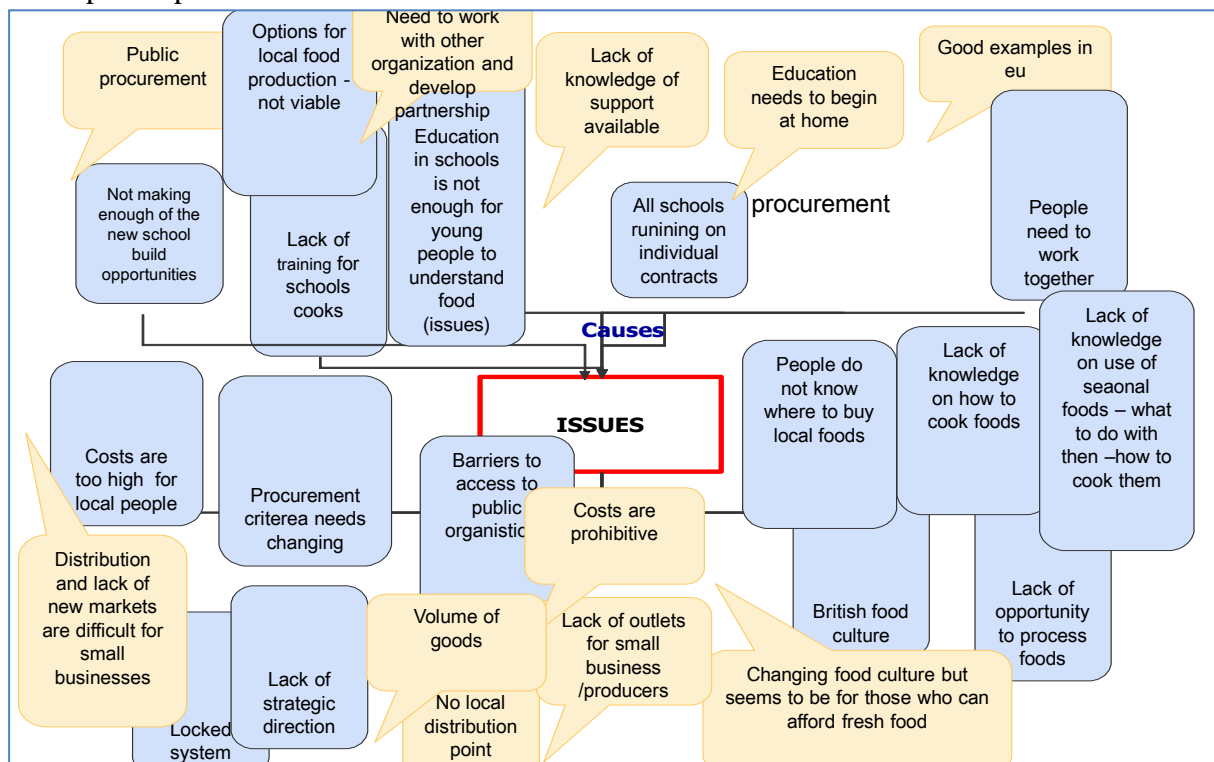 Public
procurement
Options for
local food
production -
not viable
Need to work
with other
organization and
develop
partnership
Lack of
knowledge of
support
available
Education
needs to begin
at home
Good examples in
eu
Not making
enough of the
new school
build
opportunities
Lack of
training for
schools
cooks
Education
in schools
is not
enough for
young
people to
understand
food
(issues)
All schools
runining on
individual
contracts
procurement
People
need to
work
together
Causes
ISSUES
Costs are
too high for
local people
Procurement
criterea needs
changing
Barriers to
access to
public
Costs are
prohibitive
People do
not know
where to buy
local foods
Lack of
knowledge
on how to
cook foods
Lack of
knowledge
on use of
seaonal
foods – what
to do with
then –how to
cook them
Distribution
and lack of
new markets
are difficult for
small
businesses
Locked
system
Lack of
strategic
direction
Volume of
goods
No local
distribution
point
Lack of outlets
for small
business
/producers
British food
culture
Changing food culture but
seems to be for those who can
afford fresh food
Lack of
opportunity
to process
foods